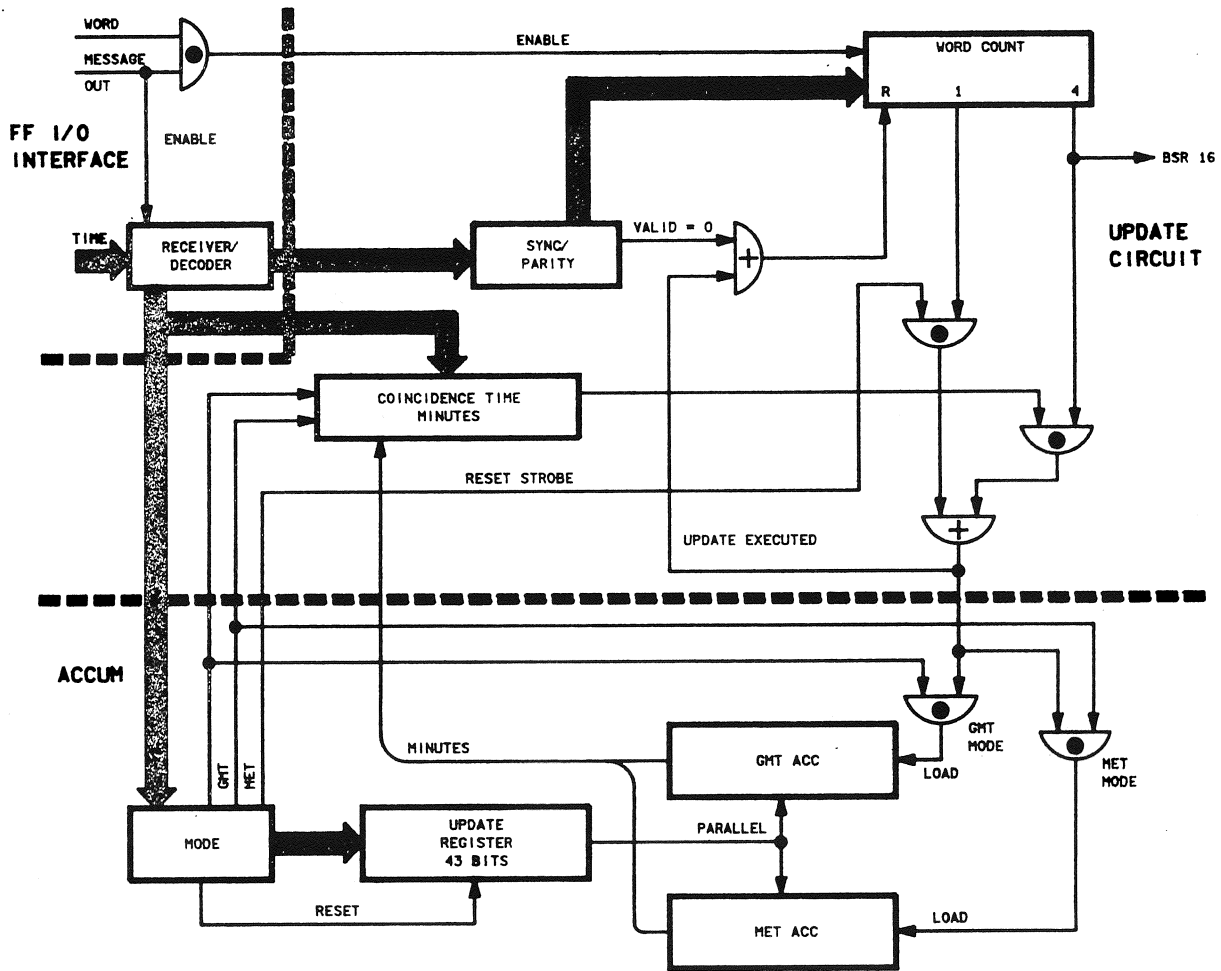 WORD
MESSAGE
OUT
ENABLE
WORD COUNT
R 1 4
FF I/O
INTERFACE
ENABLE
BSR 16
TIME
RECEIVER/
DECODER
SYNC/
PARITY
VALID = 0
+
UPDATE
CIRCUIT
COINCIDENCE TIME
MINUTES
RESET STROBE
+
UPDATE EXECUTED
ACCUM
GMT
MET
MINUTES
GMT ACC
LOAD
GMT
MODE
MET
MODE
MODE
UPDATE
REGISTER
43 BITS
PARALLEL
RESET
MET ACC
LOAD